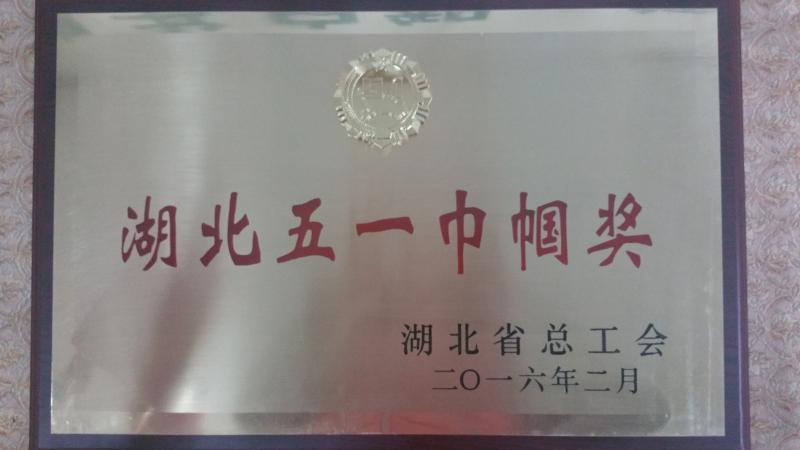 湖北五一巾帼奖
湖北省总工会
二〇一六年二月